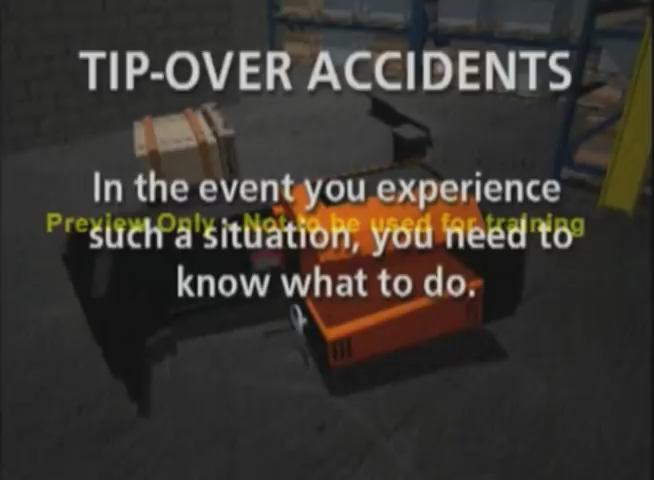 TIP-OVER ACCIDENTS
In the event you experience
Preview Only - Not to be used for training
such a situation, you need to
know what to do.